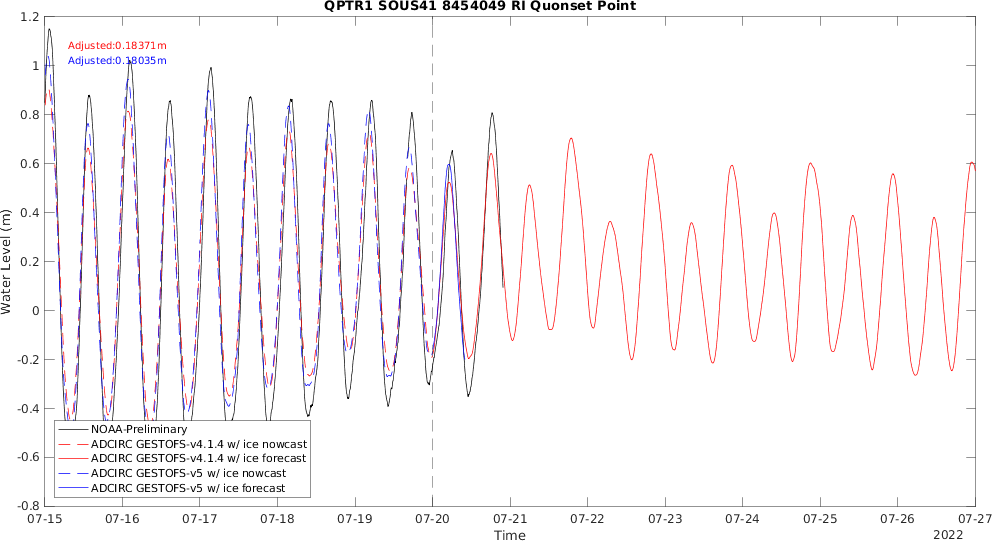 QPTR1 SOUS41 8454049 RI Quonset Point
Adjusted:0.18371m
Adjusted:0.18035m
Water Level (m)
1.2
1
0.8
0.6
0.4
0.2
0
-0.2
-0.4
-0.6
-0.8
NOAA-Preliminary
ADCIRC GESTOFS-v4.1.4 w/ ice nowcast
ADCIRC GESTOFS-v4.1.4 w/ ice forecast
ADCIRC GESTOFS-v5 w/ ice nowcast
ADCIRC GESTOFS-v5 w/ ice forecast
07-15 07-16 07-17 07-18 07-19 07-20 07-21 07-22 07-23 07-24 07-25 07-26 07-27
Time
2022